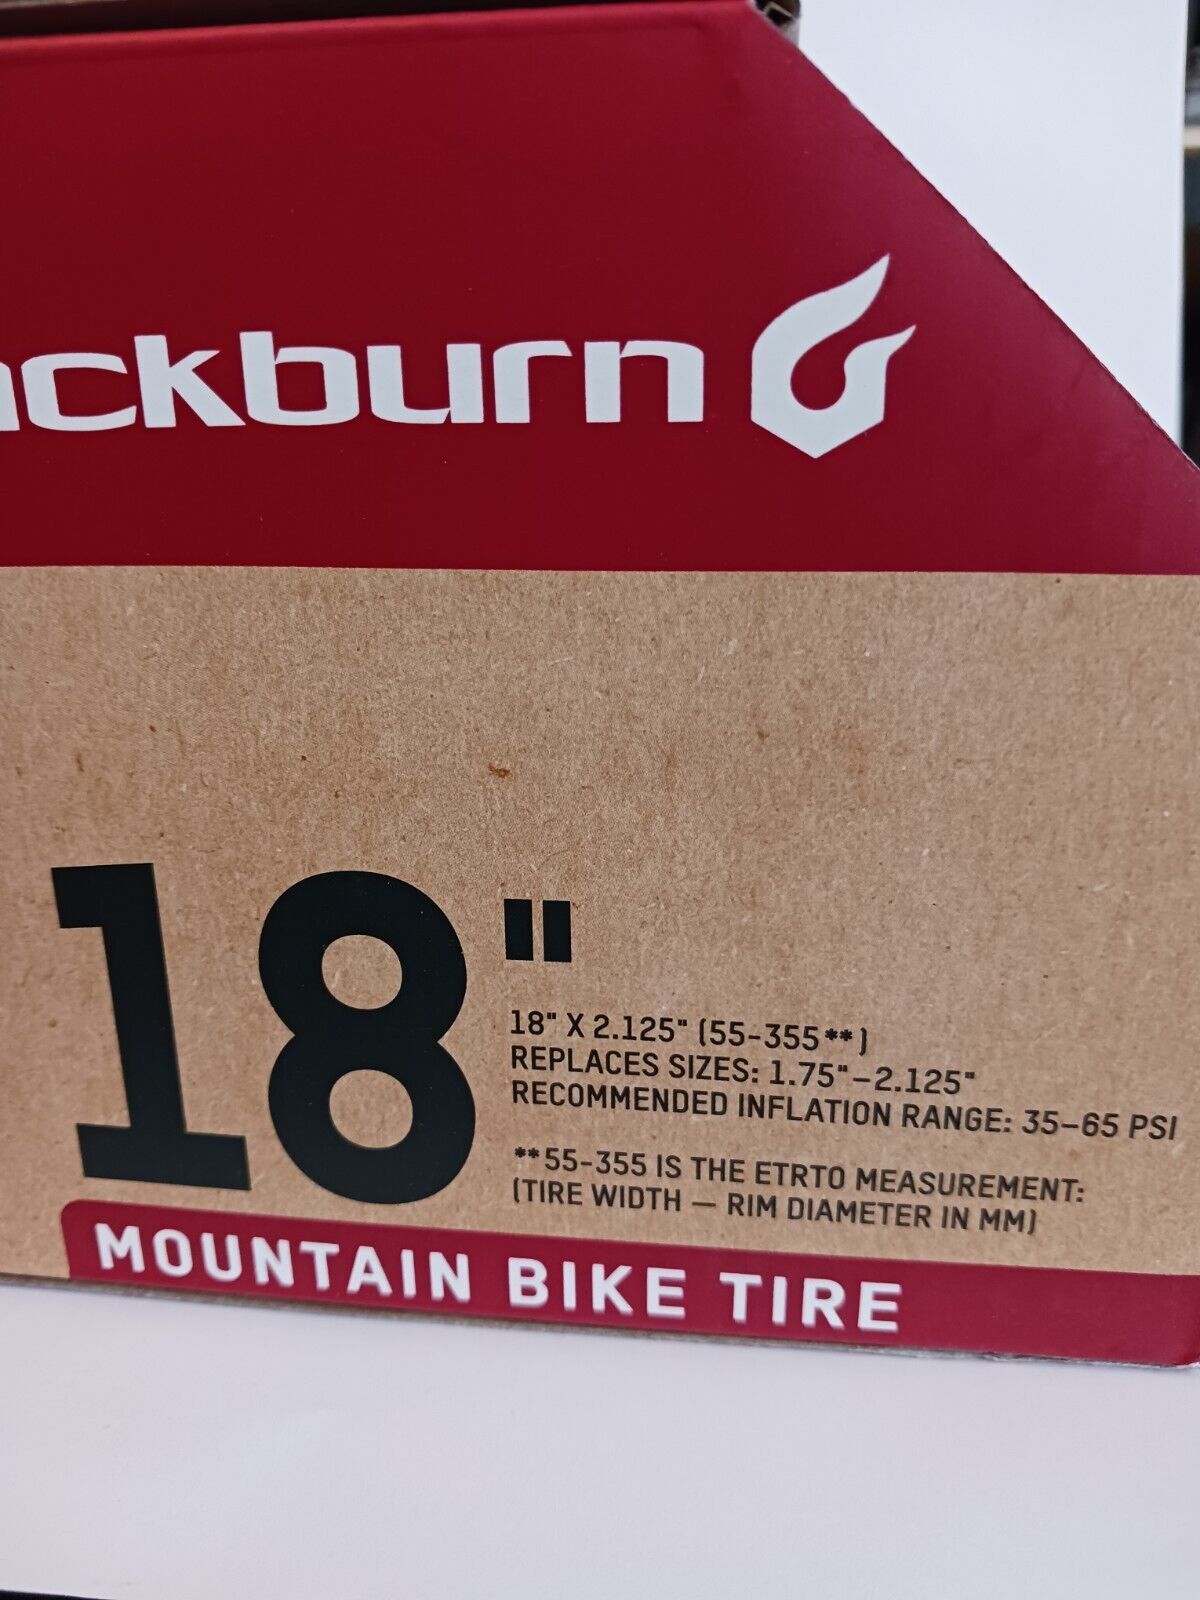 ackburn
18"
18" X 2.125" (55-355**)
REPLACES SIZES: 1.75"–2.125"
RECOMMENDED INFLATION RANGE: 35–65 PSI
**55-355 IS THE ETRTO MEASUREMENT:
(TIRE WIDTH — RIM DIAMETER IN MM)
MOUNTAIN BIKE TIRE